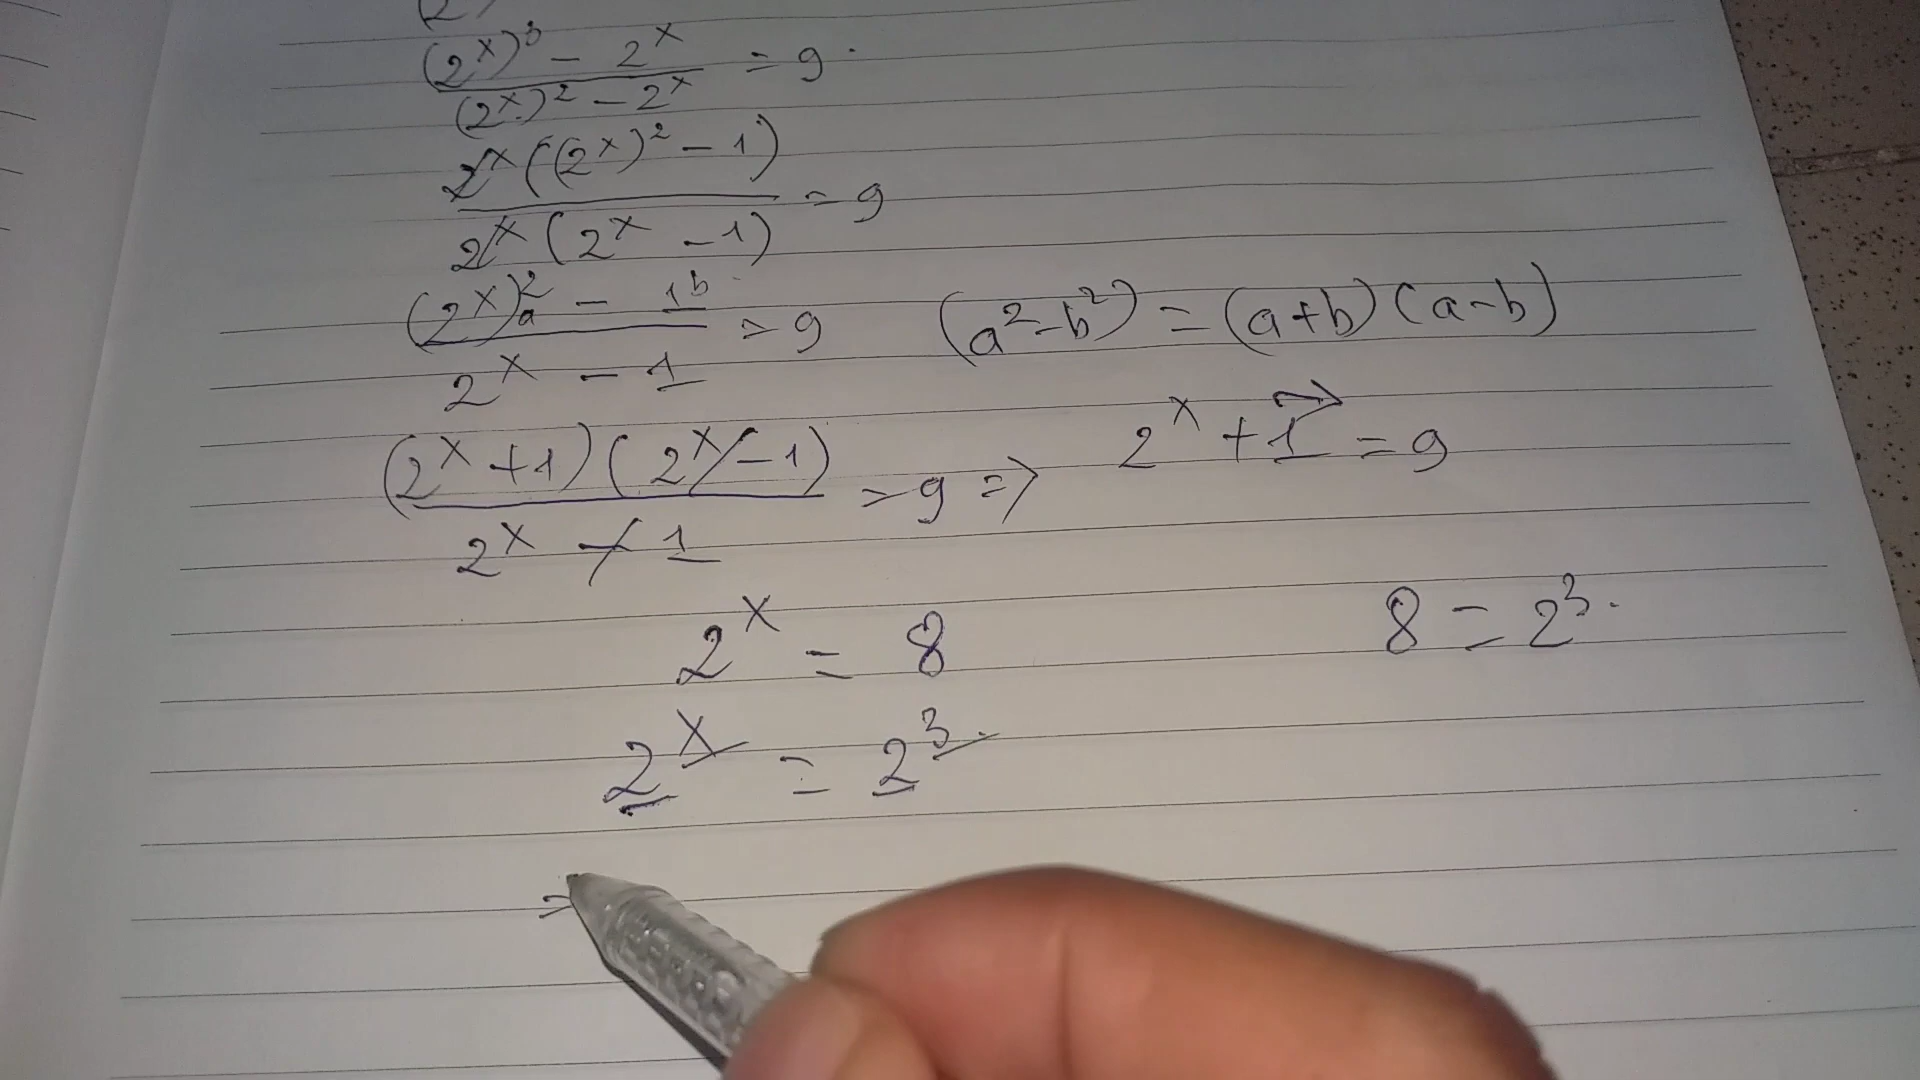 (2^x)^3 - 2^x / (2^x)^2 - 2^x = 9.
2^x((2^x)^2 - 1) / 2^x(2^x - 1) = 9
(2^x)^2_a - 1^b / 2^x - 1 = 9 (a^2-b^2) = (a+b)(a-b)
(2^x+1)(2^x-1) / 2^x - 1 = 9 => 2^x + 1 = 9
2^x = 8 8 = 2^3.
2^x = 2^3.